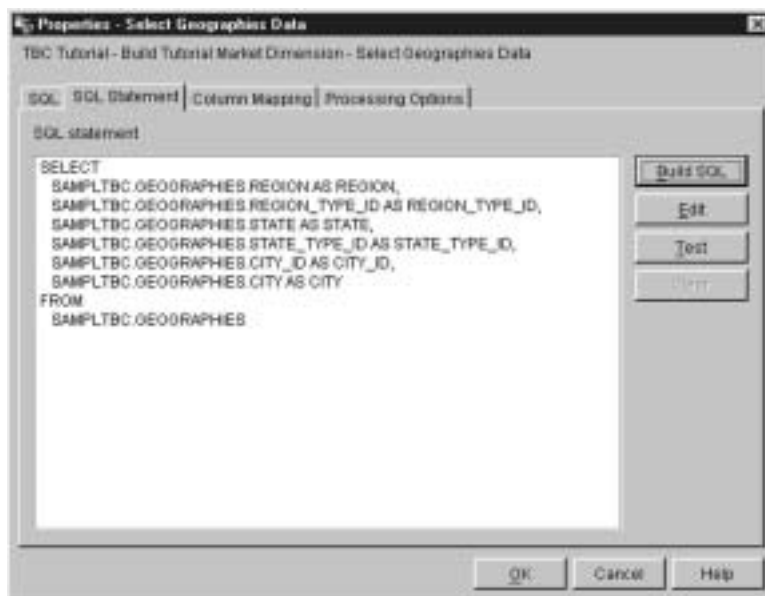 Properties - Select Geographies Data
TBC Tutorial - Build Tutorial Market Dimension - Select Geographies Data
SQL SQL Statement Column Mapping Processing Options
SQL statement
SELECT
SAMPLTBC.GEOGRAPHIES.REGION AS REGION,
SAMPLTBC.GEOGRAPHIES.REGION_TYPE_ID AS REGION_TYPE_ID,
SAMPLTBC.GEOGRAPHIES.STATE AS STATE,
SAMPLTBC.GEOGRAPHIES.STATE_TYPE_ID AS STATE_TYPE_ID,
SAMPLTBC.GEOGRAPHIES.CITY_ID AS CITY_ID,
SAMPLTBC.GEOGRAPHIES.CITY AS CITY
FROM
SAMPLTBC.GEOGRAPHIES
Build SQL
Edit
Test
OK Cancel Help